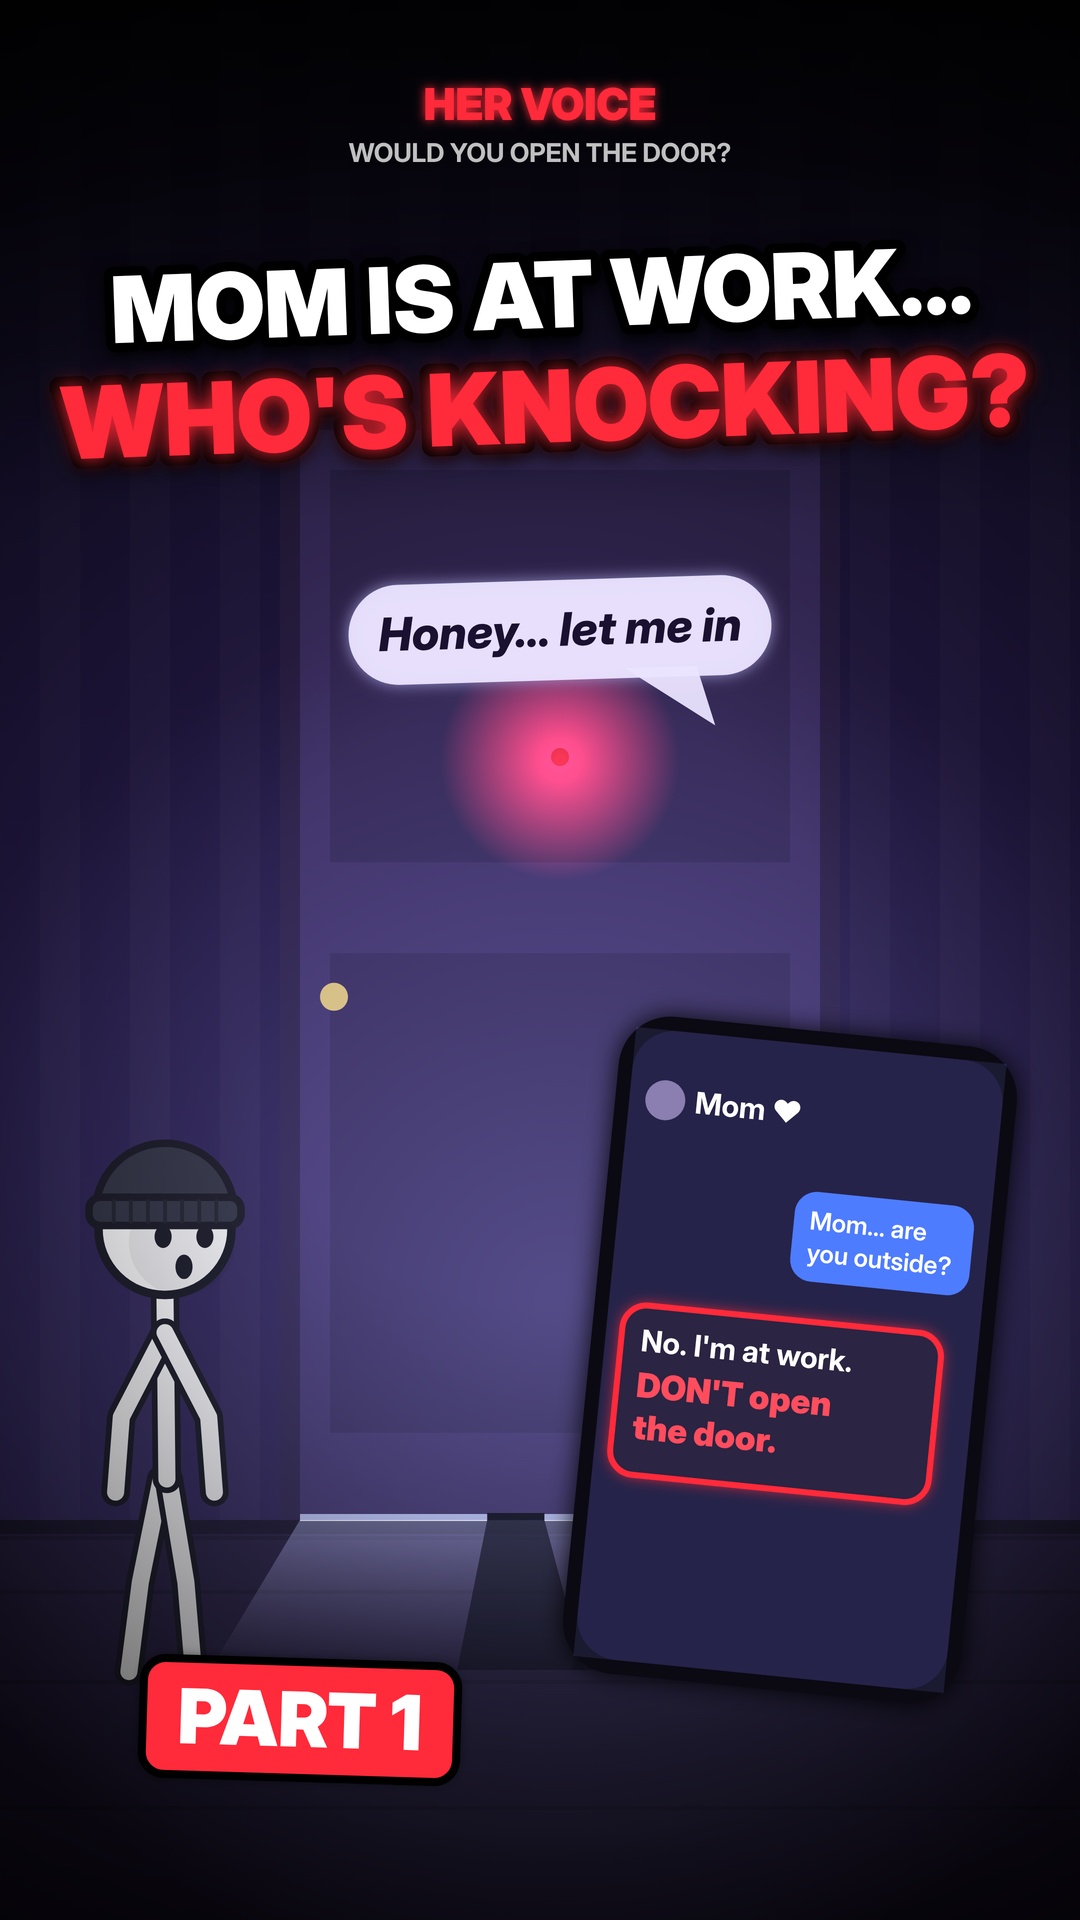 HER VOICE
WOULD YOU OPEN THE DOOR?
MOM IS AT WORK...
WHO'S KNOCKING?
Honey... let me in
Mom ♥
Mom... are
you outside?
No. I'm at work.
DON'T open
the door.
PART 1